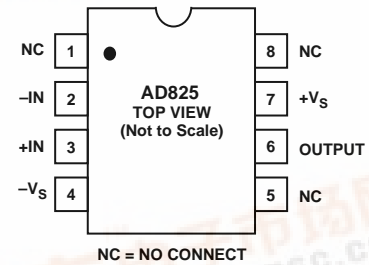 NC 1
8 NC
AD825
–IN 2
7 +VS
TOP VIEW
(Not to Scale)
+IN 3
6 OUTPUT
–VS 4
5 NC
NC = NO CONNECT